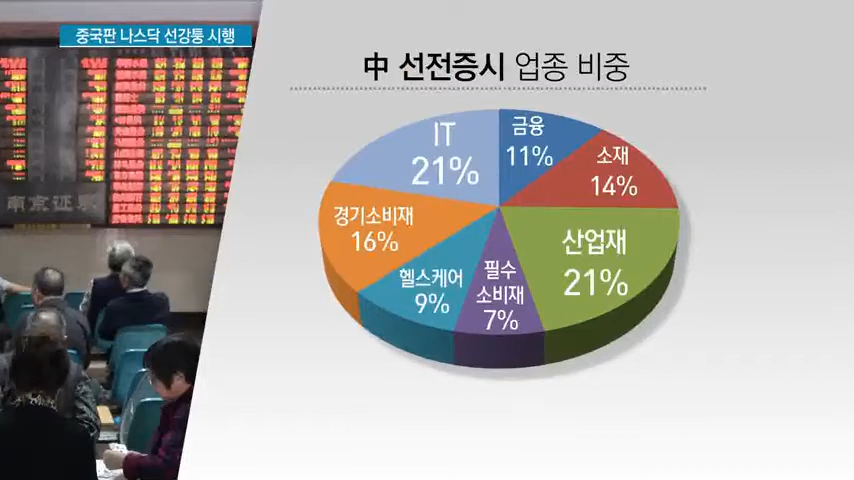 중국판 나스닥 선강통 시행
中 선전증시 업종 비중
IT
21%
금융
11%
소재
14%
산업재
21%
필수
소비재
7%
헬스케어
9%
경기소비재
16%
南京证券